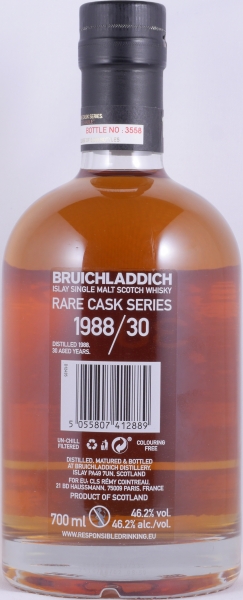 BOTTLE NO : 3558
BRUICHLADDICH
ISLAY SINGLE MALT SCOTCH WHISKY
RARE CASK SERIES
1988/30
DISTILLED 1988.
30 AGED YEARS.
5 055807 412889
UN-CHILL FILTERED
COLOURING FREE
DISTILLED, MATURED & BOTTLED
AT BRUICHLADDICH DISTILLERY,
ISLAY PA49 7UN, SCOTLAND.
FOR EU: CLS RÉMY COINTREAU,
21 BD HAUSSMANN, 75009 PARIS, FRANCE
PRODUCT OF SCOTLAND
700 ml
46.2% vol.
46.2% alc./vol.
WWW.RESPONSIBLEDRINKING.EU